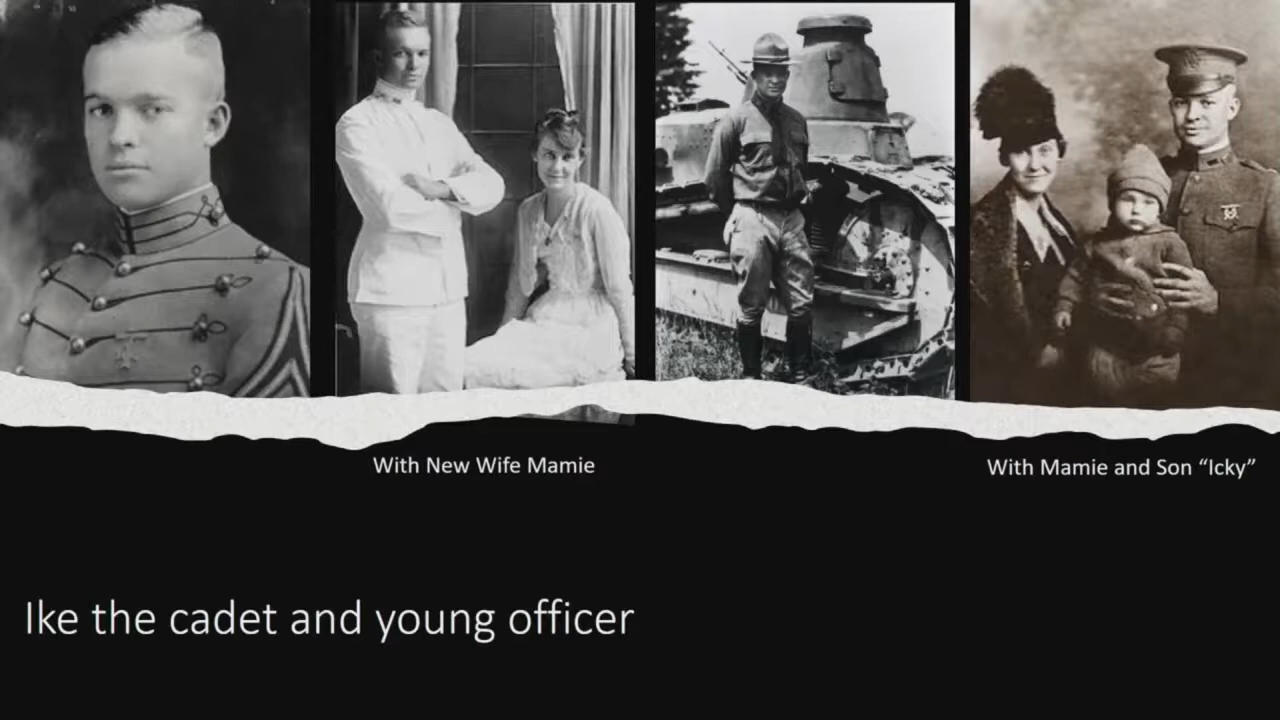 With New Wife Mamie
With Mamie and Son “Icky”
Ike the cadet and young officer